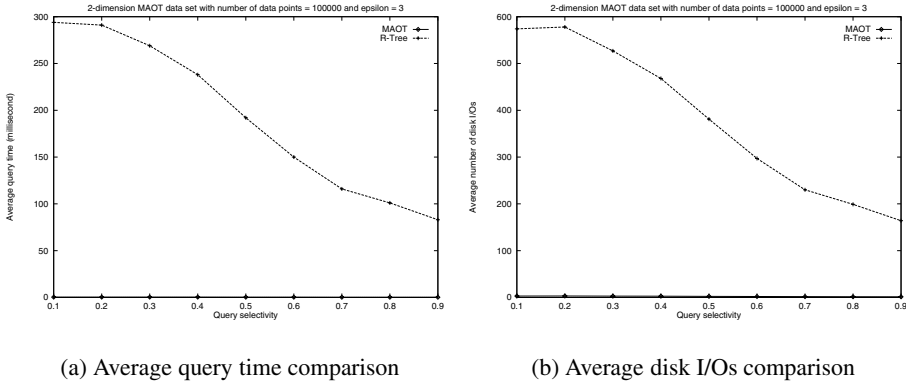 2-dimension MAOT data set with number of data points = 100000 and epsilon = 3
MAOT
R-Tree
Average query time (millisecond)
300
250
200
150
100
50
0
0.1 0.2 0.3 0.4 0.5 0.6 0.7 0.8 0.9
Query selectivity
(a) Average query time comparison
2-dimension MAOT data set with number of data points = 100000 and epsilon = 3
MAOT
R-Tree
Average number of disk I/Os
600
500
400
300
200
100
0
0.1 0.2 0.3 0.4 0.5 0.6 0.7 0.8 0.9
Query selectivity
(b) Average disk I/Os comparison